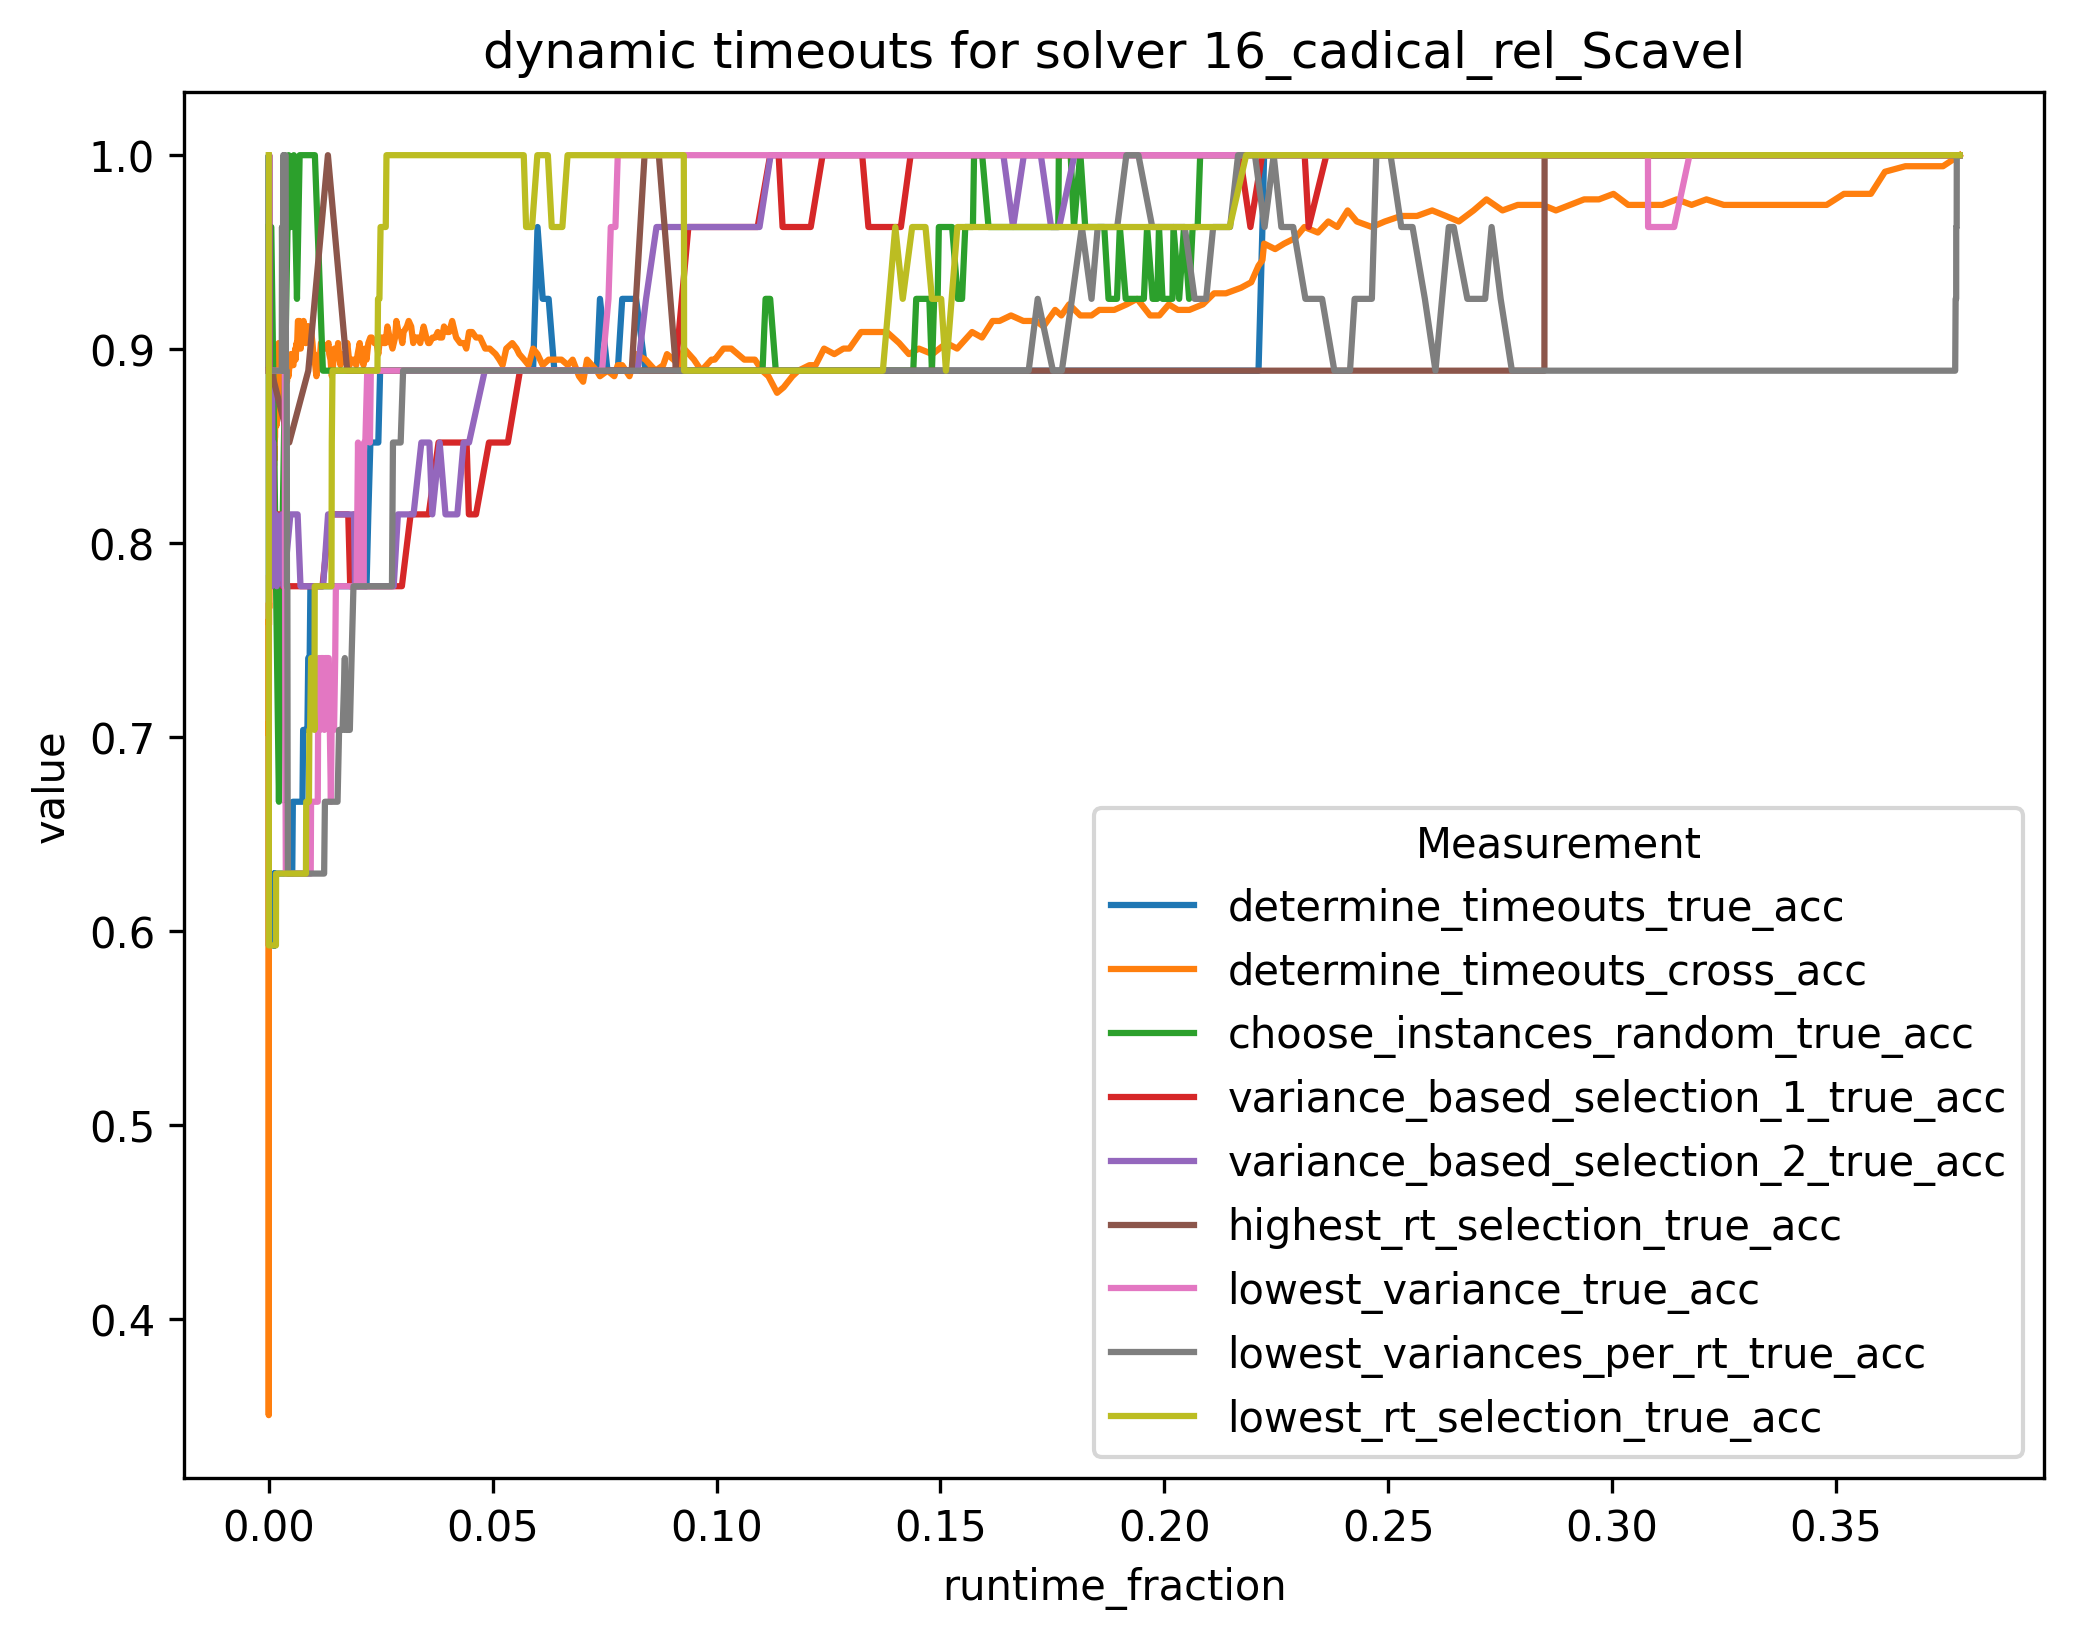 dynamic timeouts for solver 16_cadical_rel_Scavel
1.0
0.9
0.8
0.7
0.6
0.5
0.4
value
Measurement
determine_timeouts_true_acc
determine_timeouts_cross_acc
choose_instances_random_true_acc
variance_based_selection_1_true_acc
variance_based_selection_2_true_acc
highest_rt_selection_true_acc
lowest_variance_true_acc
lowest_variances_per_rt_true_acc
lowest_rt_selection_true_acc
0.00 0.05 0.10 0.15 0.20 0.25 0.30 0.35
runtime_fraction